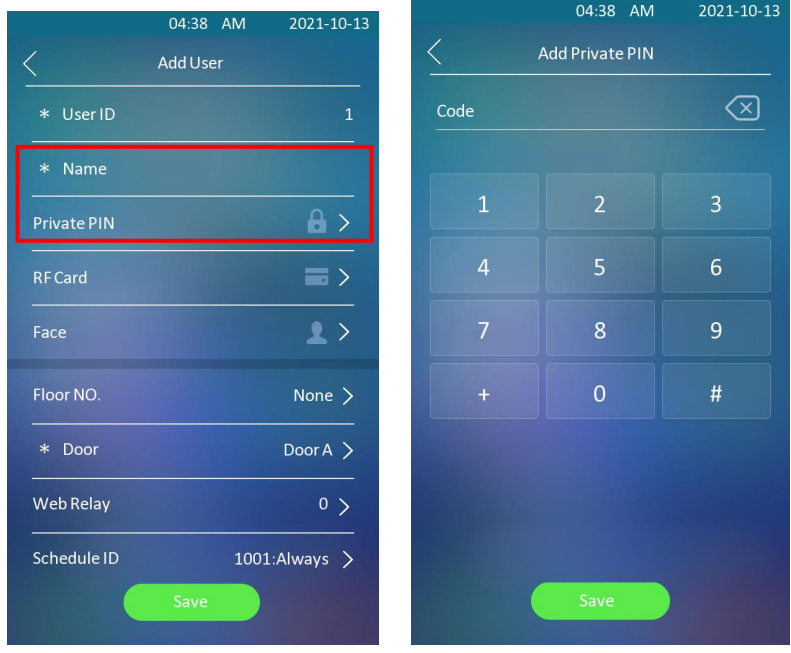 04:38 AM 2021-10-13
Add User
* User ID 1
* Name
Private PIN
RF Card
Face
Floor NO. None
* Door Door A
Web Relay 0
Schedule ID 1001:Always
Save
04:38 AM 2021-10-13
Add Private PIN
Code
1 2 3
4 5 6
7 8 9
+ 0 #
Save